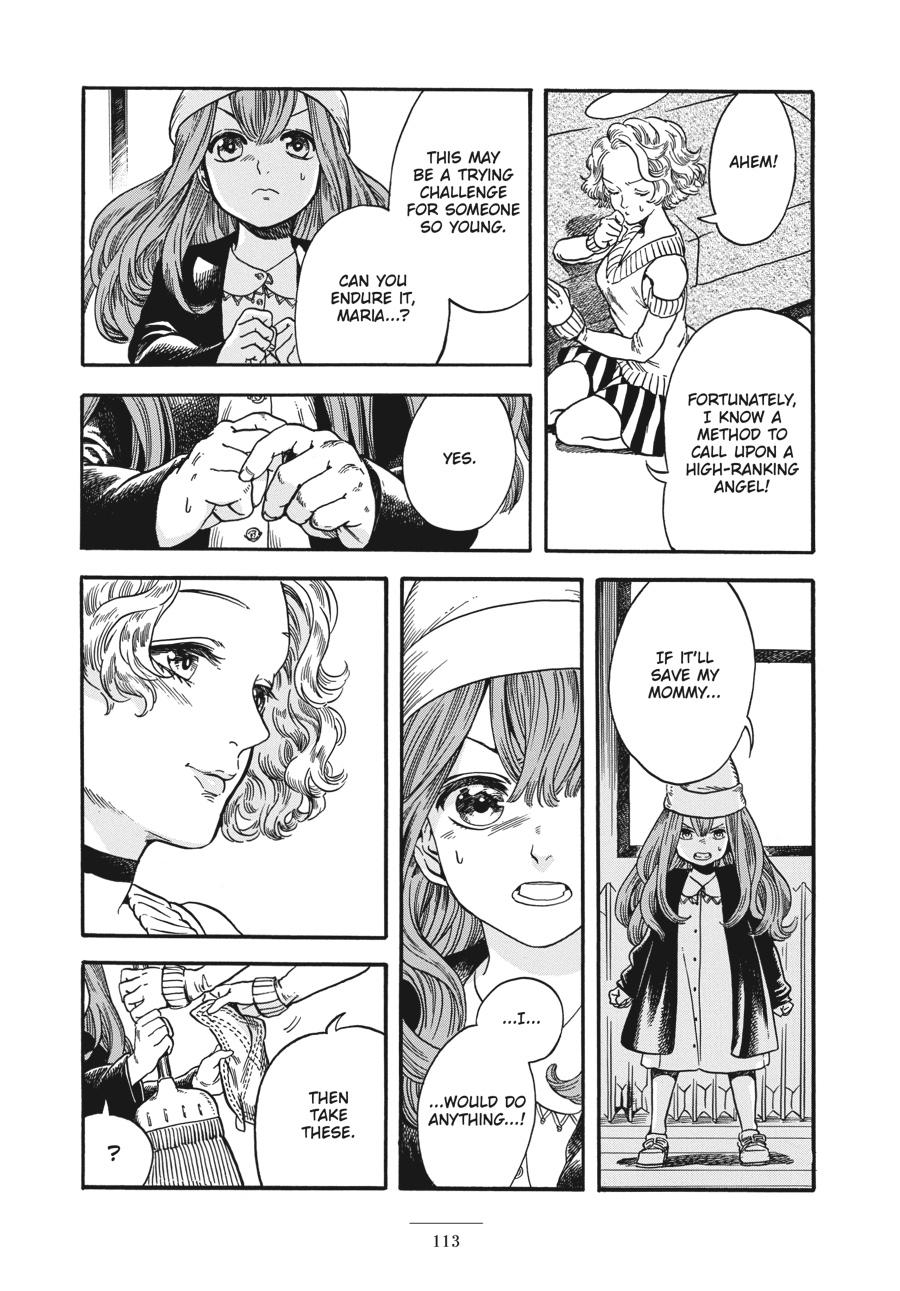 AHEM!
FORTUNATELY,
I KNOW A
METHOD TO
CALL UPON A
HIGH-RANKING
ANGEL!
THIS MAY
BE A TRYING
CHALLENGE
FOR SOMEONE
SO YOUNG.
CAN YOU
ENDURE IT,
MARIA...?
YES.
IF IT'LL
SAVE MY
MOMMY...
...I...
...WOULD DO
ANYTHING...!
THEN
TAKE
THESE.
?
113